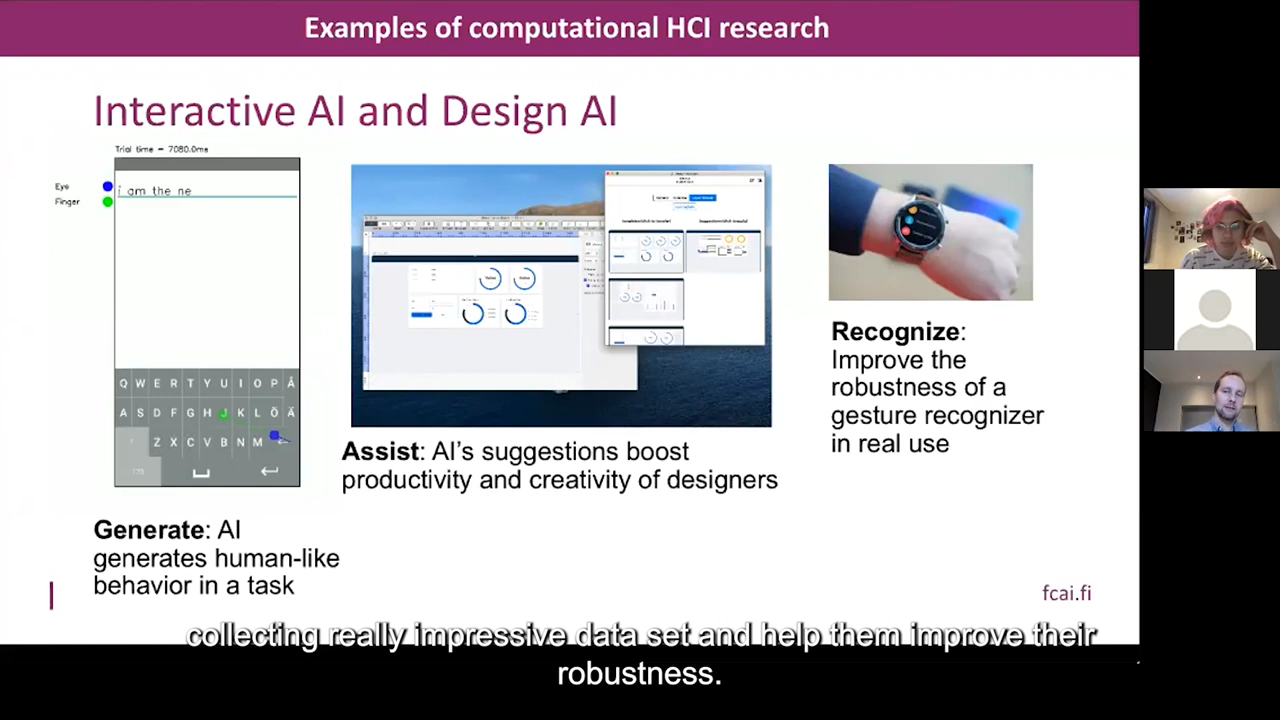 Examples of computational HCI research
Interactive AI and Design AI
Trial time = 7080.0ms
Eye
Finger
i am the ne
Q W E R T Y U I O P Å
A S D F G H J K L Ö Ä
Z X C V B N M
Generate: AI
generates human-like
behavior in a task
Assist: AI's suggestions boost
productivity and creativity of designers
Recognize:
Improve the
robustness of a
gesture recognizer
in real use
fcai.fi
collecting really impressive data set and help them improve their
robustness.